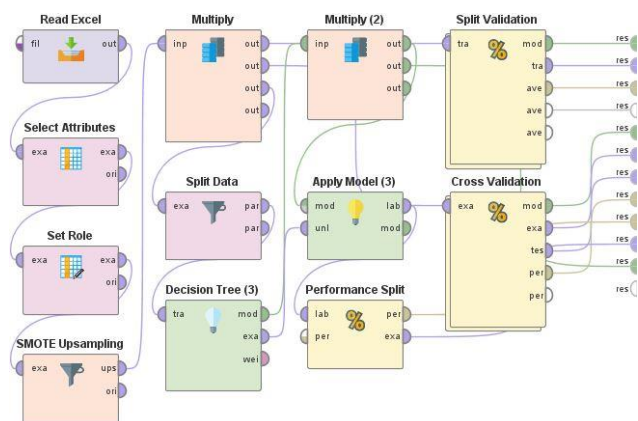 Read Excel
fil out
Select Attributes
exa exa
ori
Set Role
exa exa
ori
SMOTE Upsampling
exa ups
ori
Multiply
inp out
out
out
out
Split Data
exa par
par
Decision Tree (3)
tra mod
exa
wei
Multiply (2)
inp out
out
out
Apply Model (3)
mod lab
unl mod
Performance Split
lab per
per exa
Split Validation
tra mod
tra
ave
ave
ave
Cross Validation
exa mod
exa
tes
per
per
res
res
res
res
res
res
res
res
res
res
res
res